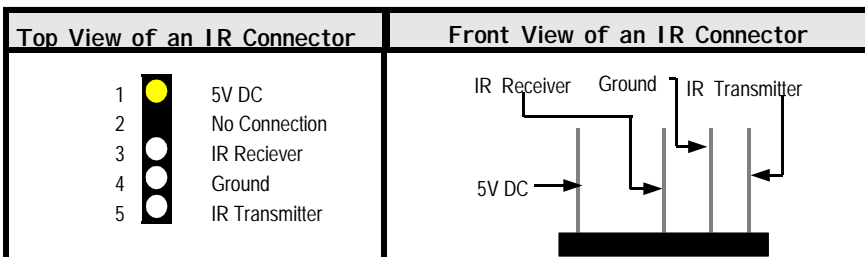 Top View of an IR Connector
Front View of an IR Connector
1 5V DC
2 No Connection
3 IR Reciever
4 Ground
5 IR Transmitter
IR Receiver Ground IR Transmitter
5V DC